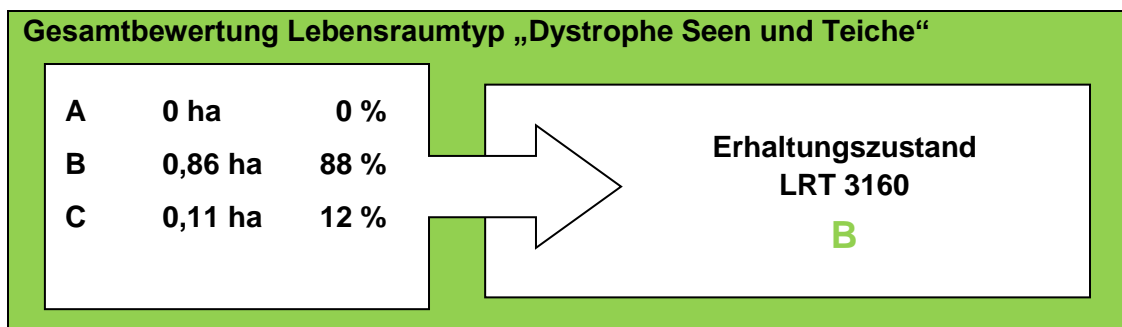 Gesamtbewertung Lebensraumtyp „Dystrophe Seen und Teiche“
A 0 ha 0 %
B 0,86 ha 88 %
C 0,11 ha 12 %
Erhaltungszustand
LRT 3160
B